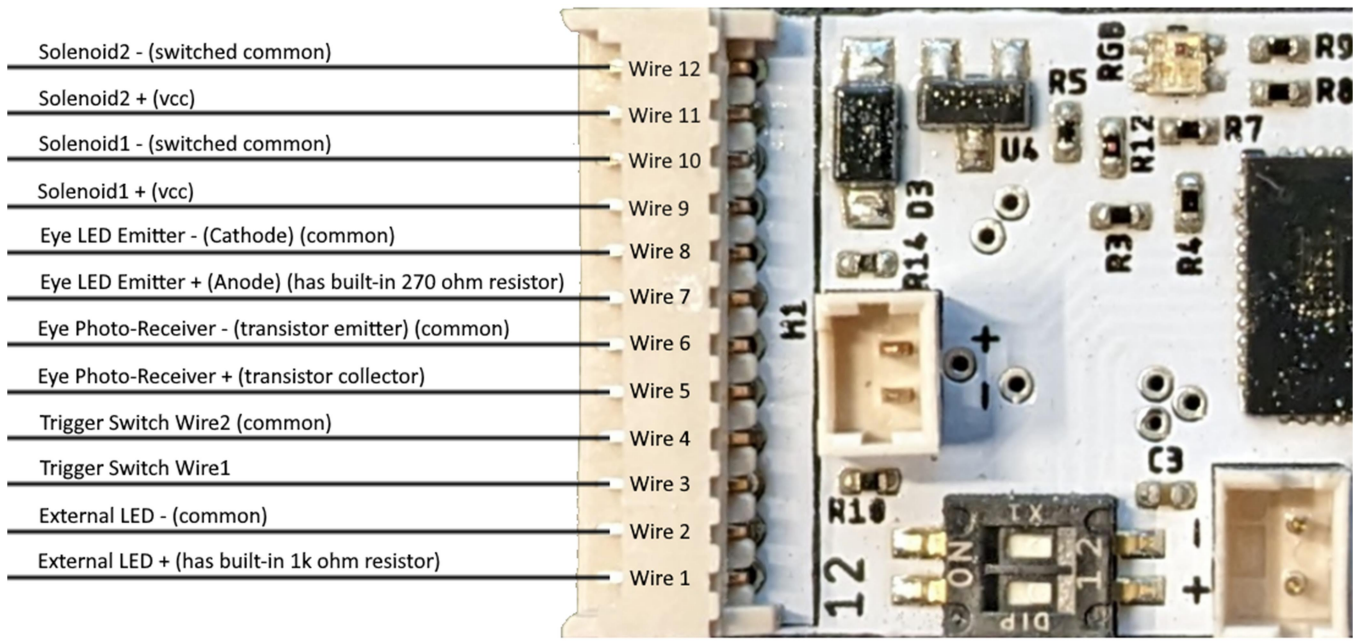 Solenoid2 - (switched common)
Wire 12
Solenoid2 + (vcc)
Wire 11
Solenoid1 - (switched common)
Wire 10
Solenoid1 + (vcc)
Wire 9
Eye LED Emitter - (Cathode) (common)
Wire 8
Eye LED Emitter + (Anode) (has built-in 270 ohm resistor)
Wire 7
Eye Photo-Receiver - (transistor emitter) (common)
Wire 6
Eye Photo-Receiver + (transistor collector)
Wire 5
Trigger Switch Wire2 (common)
Wire 4
Trigger Switch Wire1
Wire 3
External LED - (common)
Wire 2
External LED + (has built-in 1k ohm resistor)
Wire 1
RGB
R9
R5
R8
U4
R12
R7
D3
R3
R4
R14
H1
+
-
C3
R10
X1
ON
1 2
DIP
12
-
+